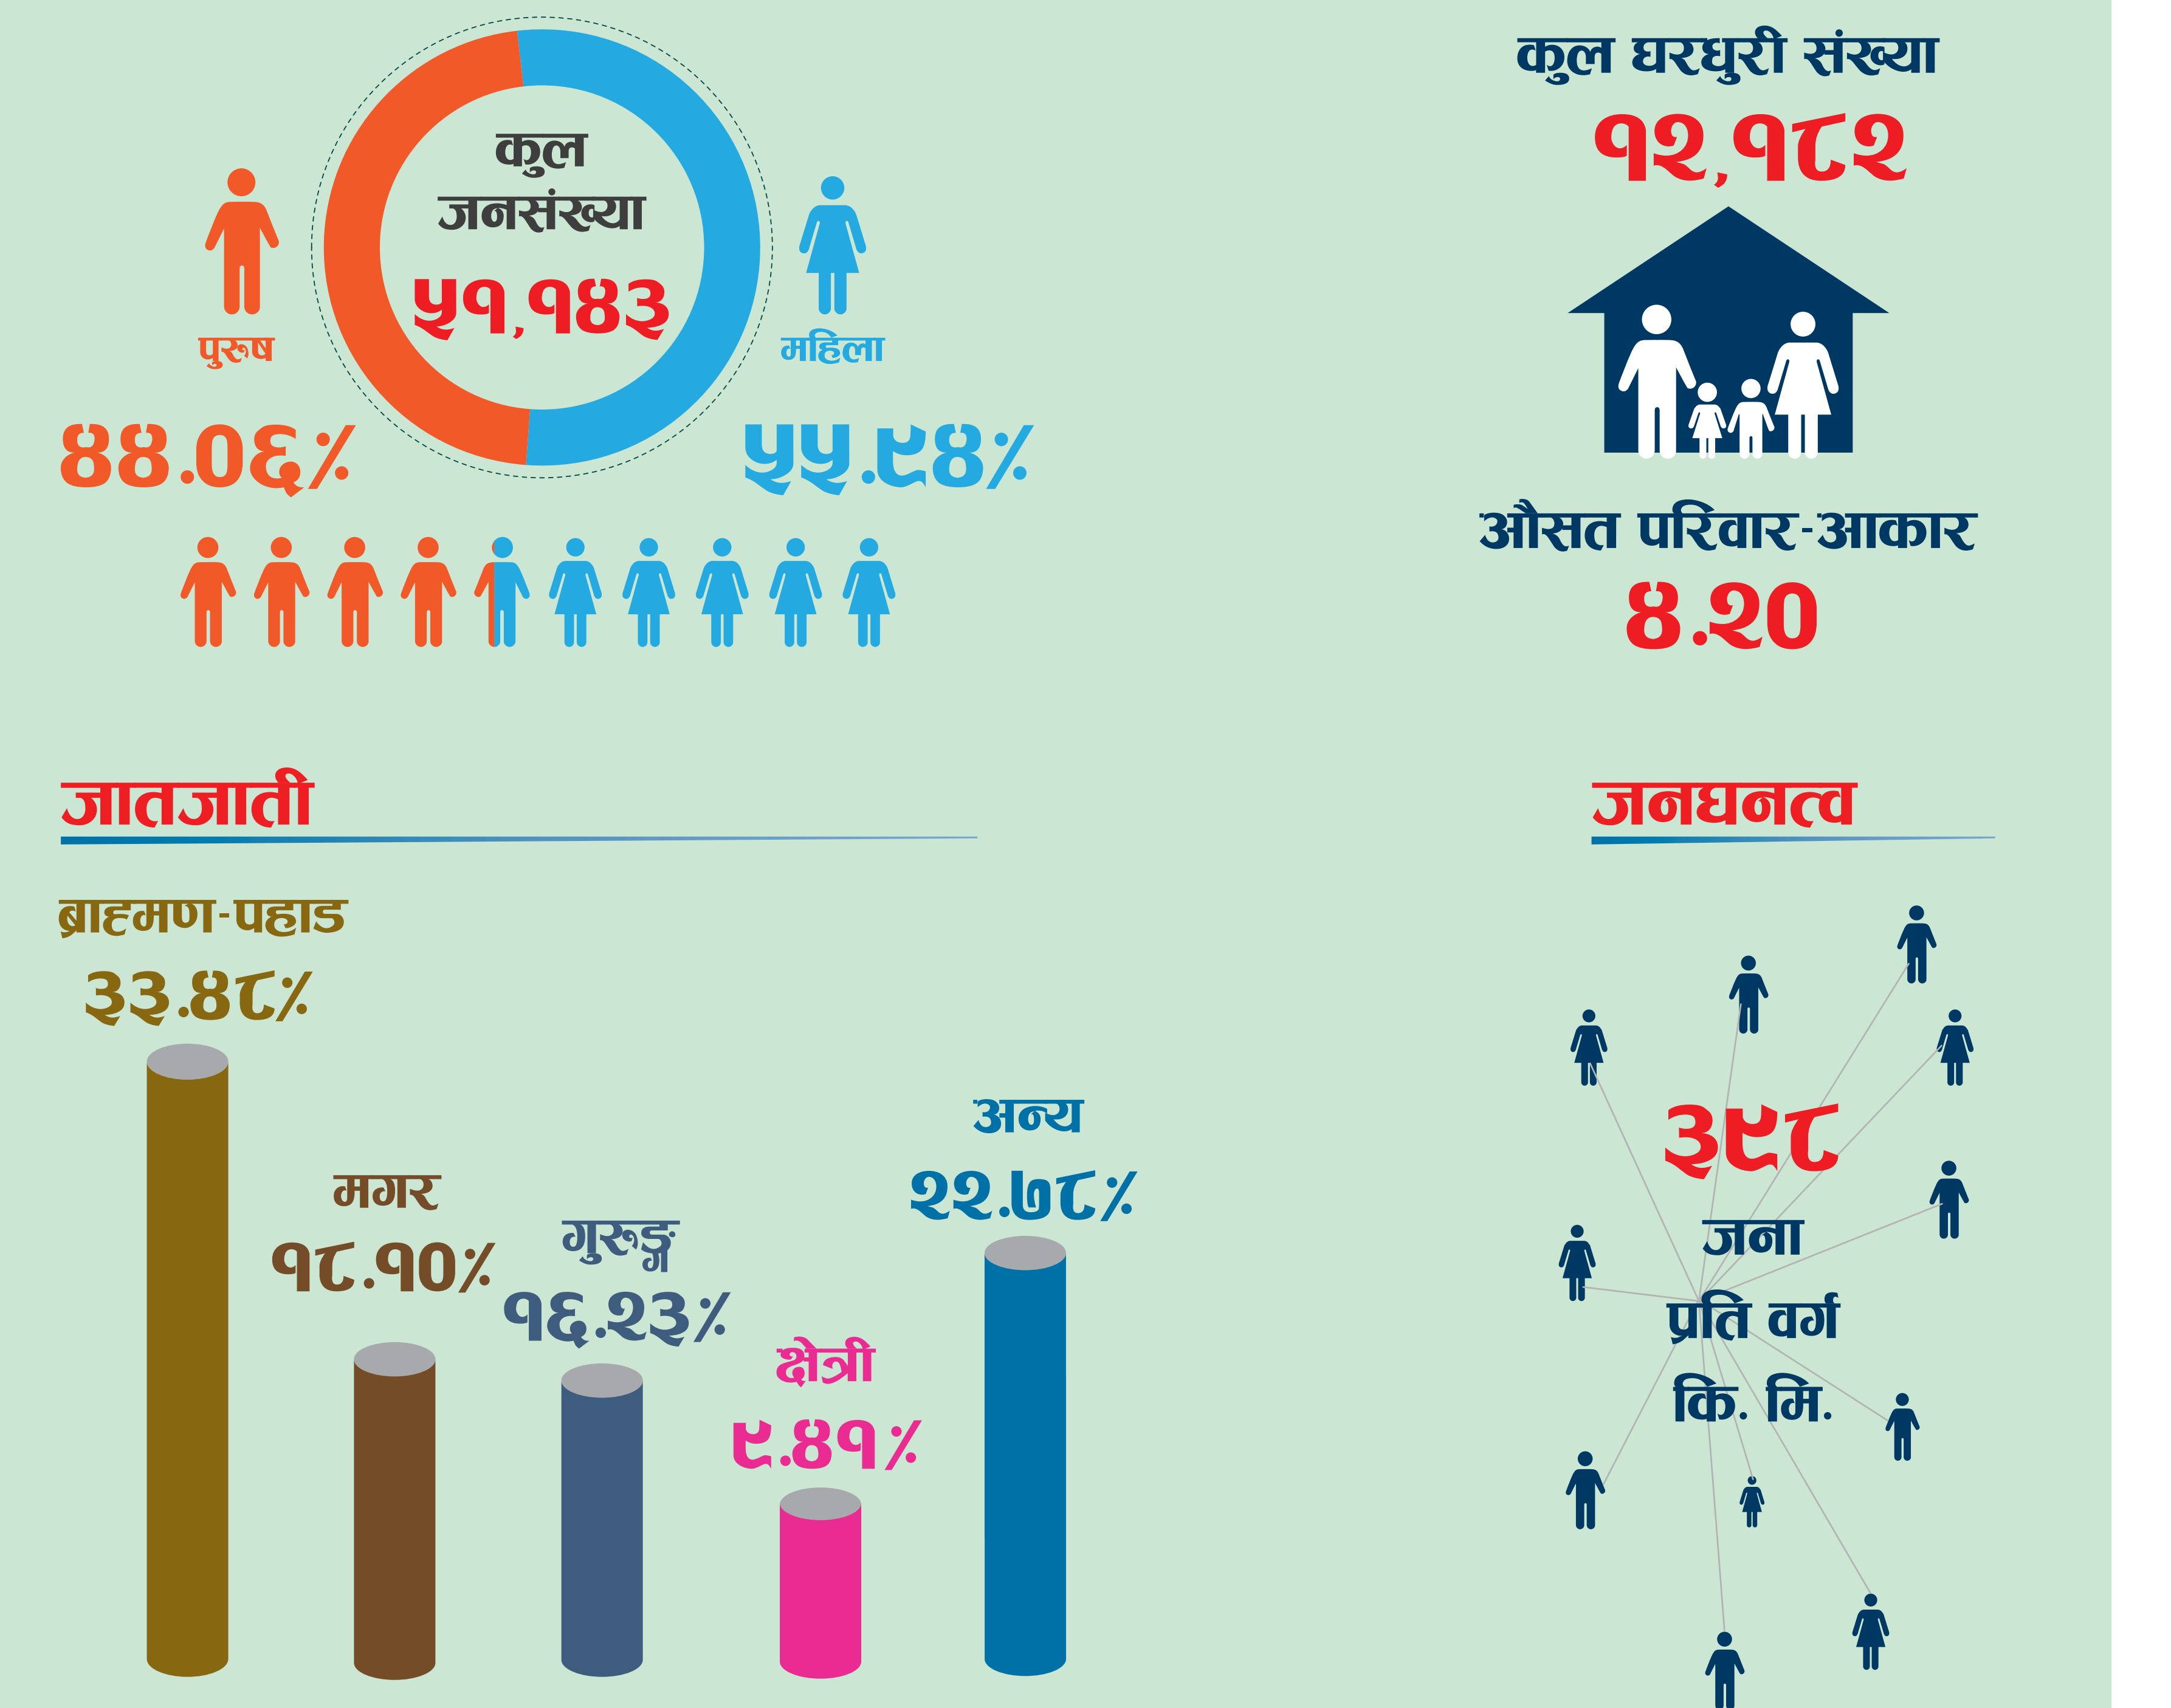 कुल
जनसंख्या
५१,१४३
पुरुष
४४.०६%
महिला
५५.९४%
कुल घरधुरी संख्या
१२,१८२
औसत परिवार-आकार
४.२०
जातजाती
ब्राहमण-पहाड
३३.४८%
मगर
१८.१०%
गुरुङ्ग
१६.२३%
क्षेत्री
९.४१%
अन्य
२२.७८%
जनघनत्व
३९८
जना
प्रति वर्ग
कि. मि.